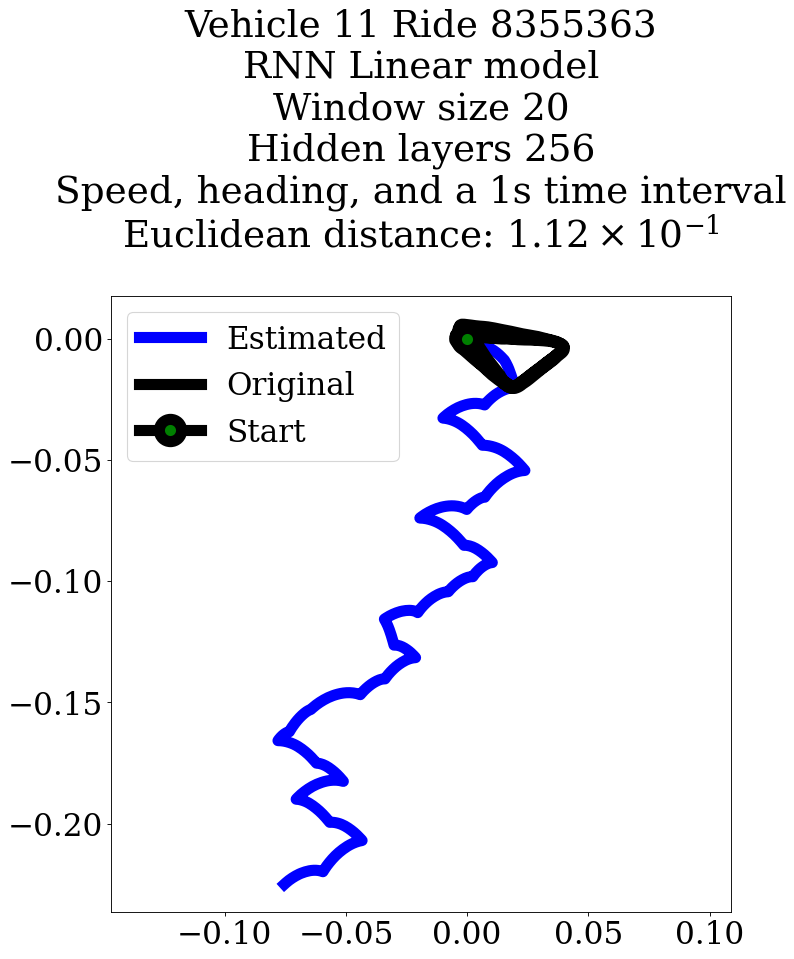 Vehicle 11 Ride 8355363
RNN Linear model
Window size 20
Hidden layers 256
Speed, heading, and a 1s time interval
Euclidean distance: 1.12 × 10⁻¹
Estimated
Original
Start
0.00
−0.05
−0.10
−0.15
−0.20
−0.10 −0.05 0.00 0.05 0.10